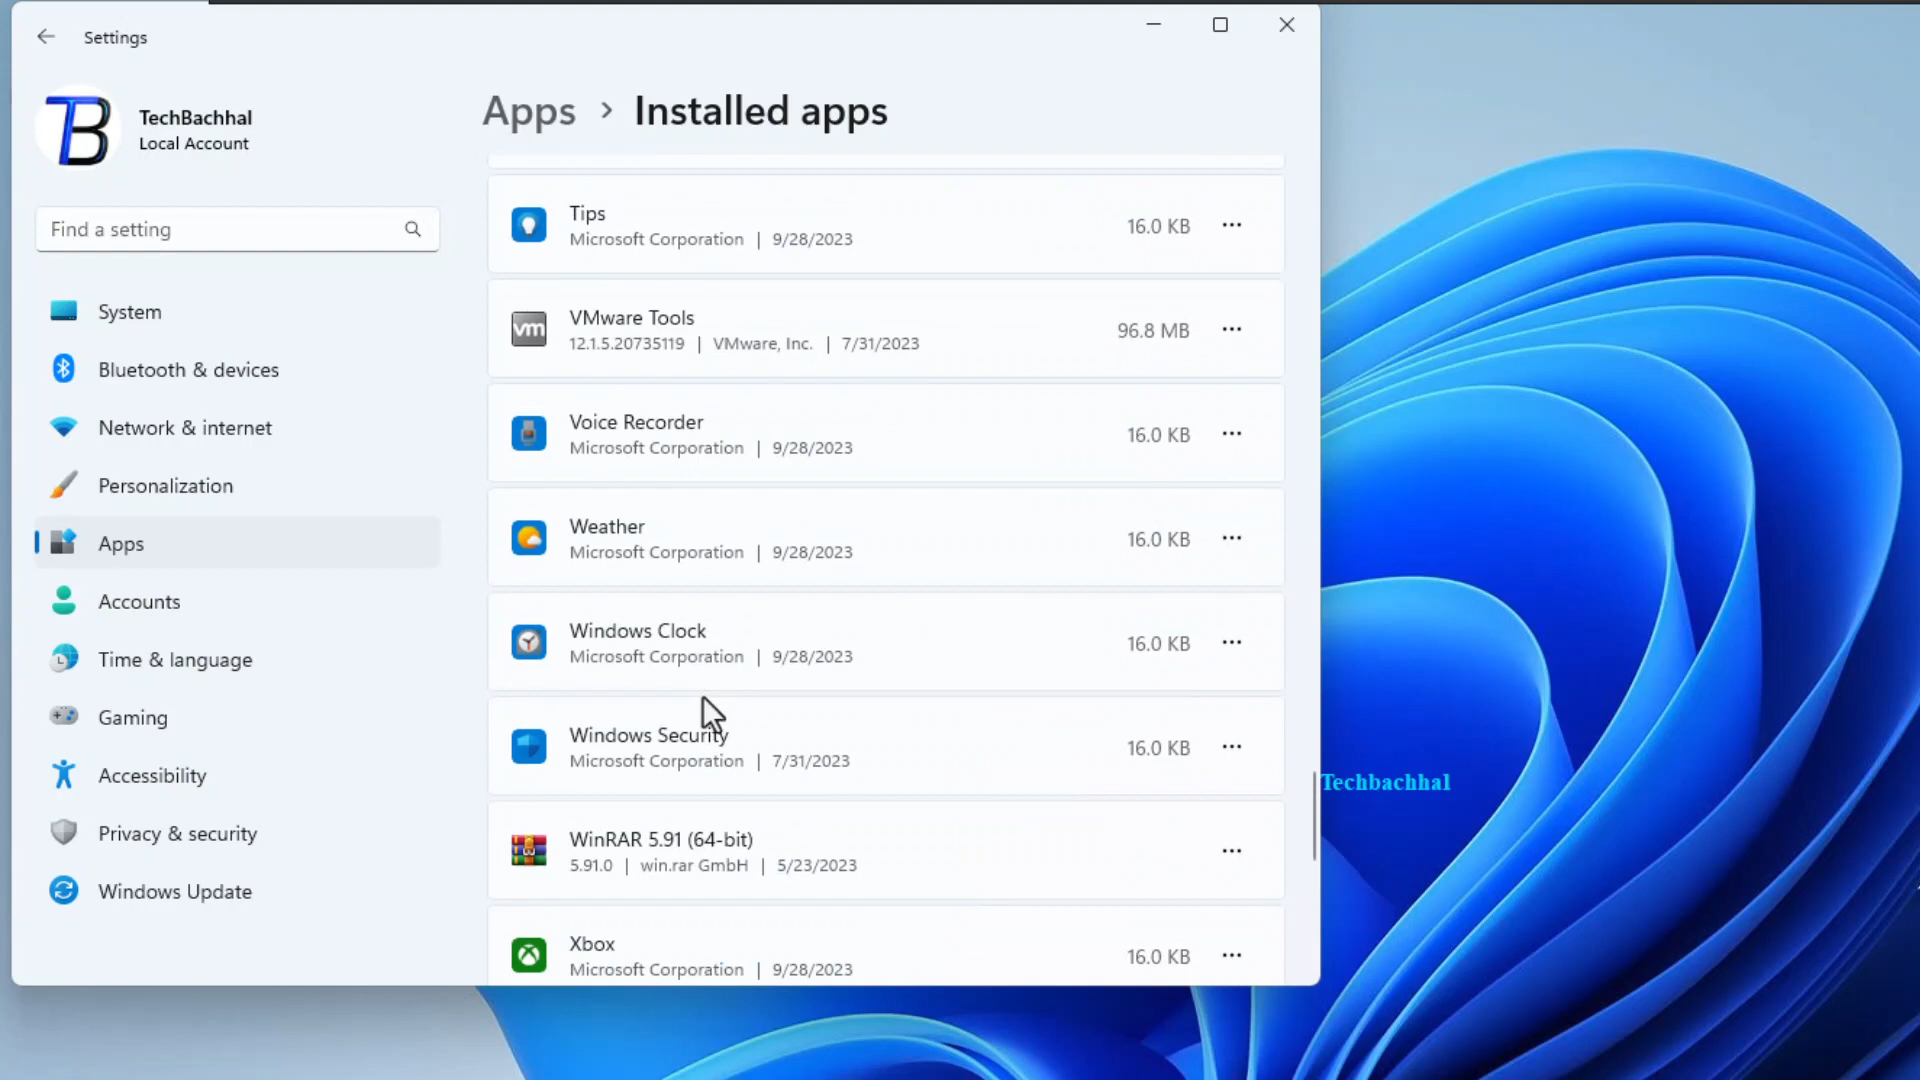 Settings
TechBachhal
Local Account
Find a setting
System
Bluetooth & devices
Network & internet
Personalization
Apps
Accounts
Time & language
Gaming
Accessibility
Privacy & security
Windows Update
Apps > Installed apps
Tips
Microsoft Corporation | 9/28/2023
16.0 KB
VMware Tools
12.1.5.20735119 | VMware, Inc. | 7/31/2023
96.8 MB
Voice Recorder
Microsoft Corporation | 9/28/2023
16.0 KB
Weather
Microsoft Corporation | 9/28/2023
16.0 KB
Windows Clock
Microsoft Corporation | 9/28/2023
16.0 KB
Windows Security
Microsoft Corporation | 7/31/2023
16.0 KB
WinRAR 5.91 (64-bit)
5.91.0 | win.rar GmbH | 5/23/2023
Xbox
Microsoft Corporation | 9/28/2023
16.0 KB
Techbachhal